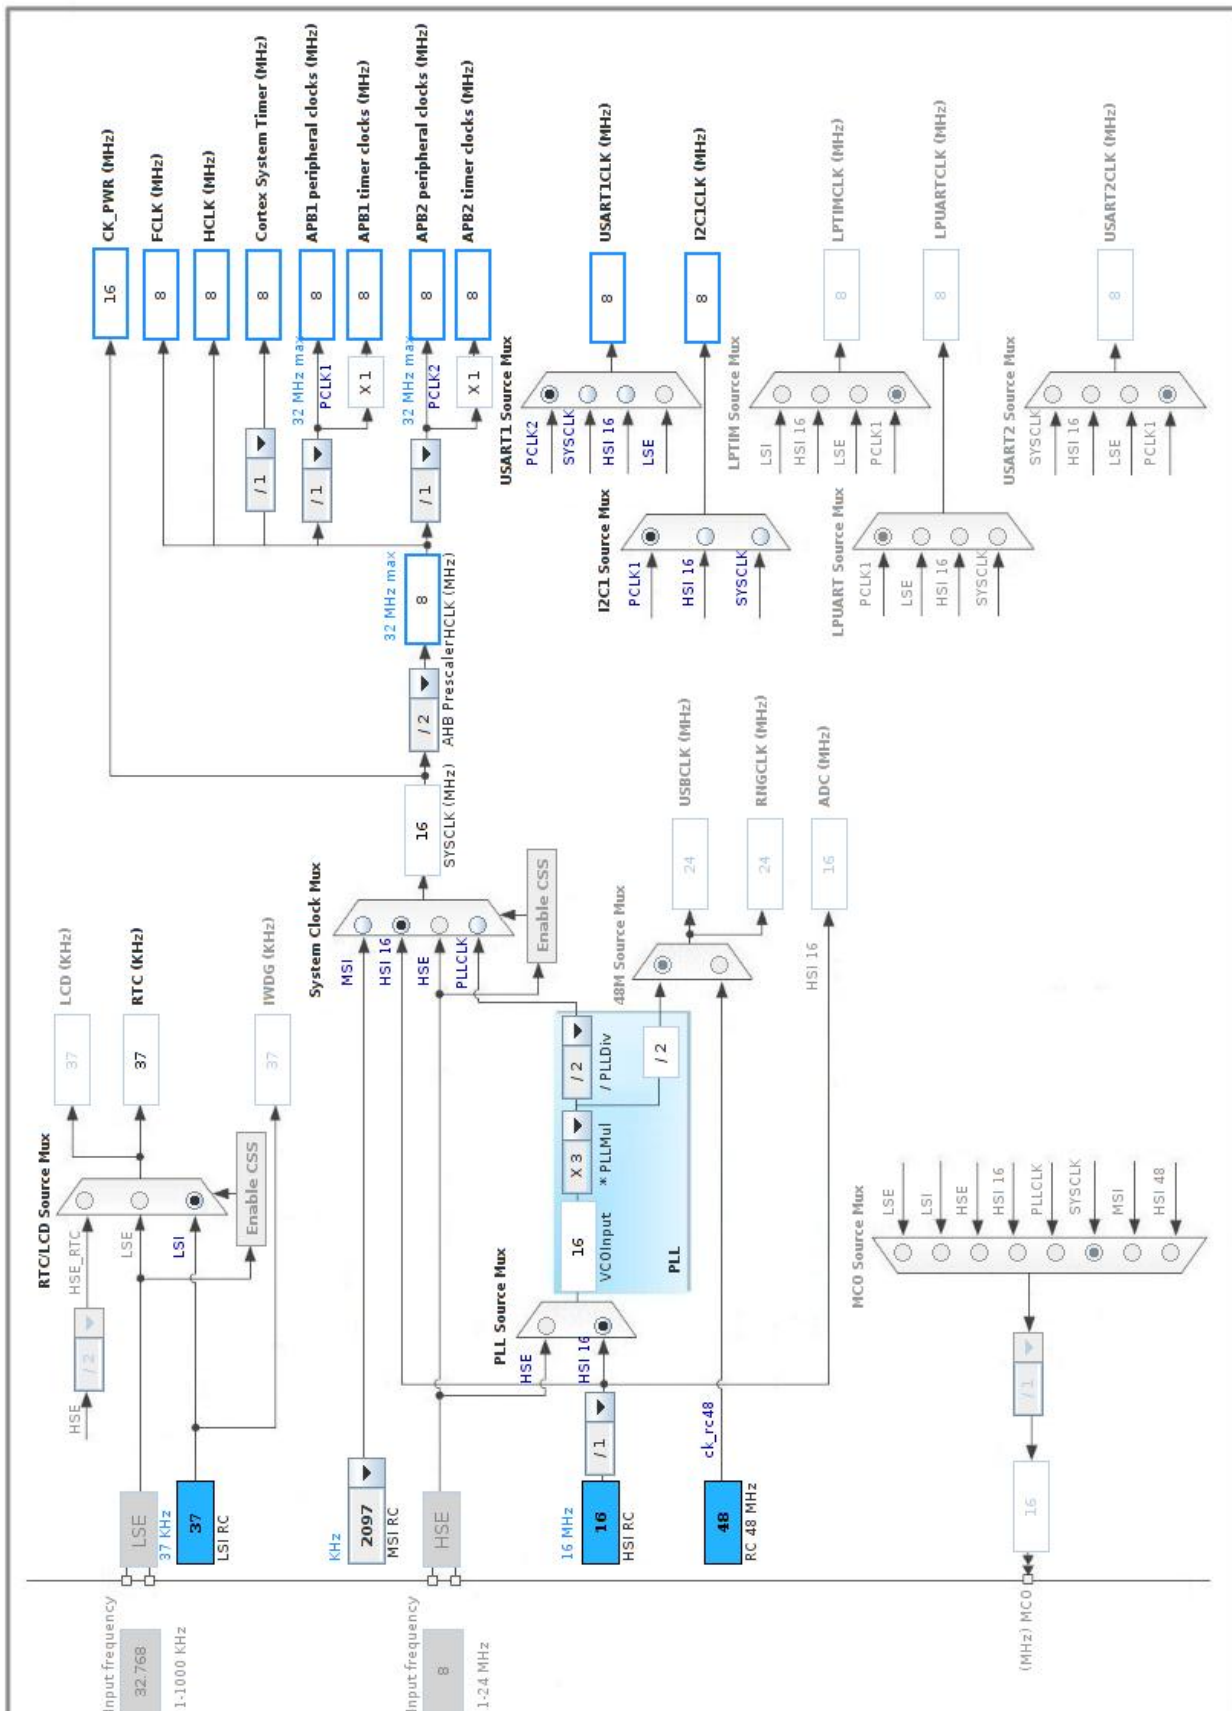 Input frequency
32.768
1-1000 KHz
LSE
37 KHz
37
LSI RC
HSE
/ 2
HSE_RTC
LSE
LSI
RTC/LCD Source Mux
Enable CSS
37
LCD (KHz)
37
RTC (KHz)
37
IWDG (KHz)
Input frequency
8
1-24 MHz
KHz
2097
MSI RC
HSE
16 MHz
16
HSI RC
/ 1
48
RC 48 MHz
ck_rc48
PLL Source Mux
HSE
HSI 16
16
VCOInput
X 3
* PLLMul
/ 2
/ PLLDiv
/ 2
PLL
System Clock Mux
MSI
HSI 16
HSE
PLLCLK
Enable CSS
48M Source Mux
24
USBCLK (MHz)
24
RNGCLK (MHz)
HSI 16
16
ADC (MHz)
16
SYSCLK (MHz)
/ 2
AHB Prescaler
32 MHz max
8
HCLK (MHz)
16
CK_PWR (MHz)
8
FCLK (MHz)
8
HCLK (MHz)
/ 1
8
Cortex System Timer (MHz)
/ 1
32 MHz max
PCLK1
8
APB1 peripheral clocks (MHz)
X 1
8
APB1 timer clocks (MHz)
/ 1
32 MHz max
PCLK2
8
APB2 peripheral clocks (MHz)
X 1
8
APB2 timer clocks (MHz)
USART1 Source Mux
PCLK2
SYSCLK
HSI 16
LSE
8
USART1CLK (MHz)
I2C1 Source Mux
PCLK1
HSI 16
SYSCLK
8
I2C1CLK (MHz)
LPTIM Source Mux
LSI
HSI 16
LSE
PCLK1
8
LPTIMCLK (MHz)
LPUART Source Mux
PCLK1
LSE
HSI 16
SYSCLK
8
LPUARTCLK (MHz)
USART2 Source Mux
SYSCLK
HSI 16
LSE
PCLK1
8
USART2CLK (MHz)
MCO Source Mux
LSE
LSI
HSE
HSI 16
PLLCLK
SYSCLK
MSI
HSI 48
/ 1
16
(MHz) MCO